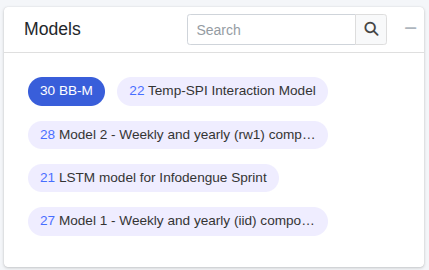 Models
Search
30 BB-M
22 Temp-SPI Interaction Model
28 Model 2 - Weekly and yearly (rw1) comp...
21 LSTM model for Infodengue Sprint
27 Model 1 - Weekly and yearly (iid) compo...